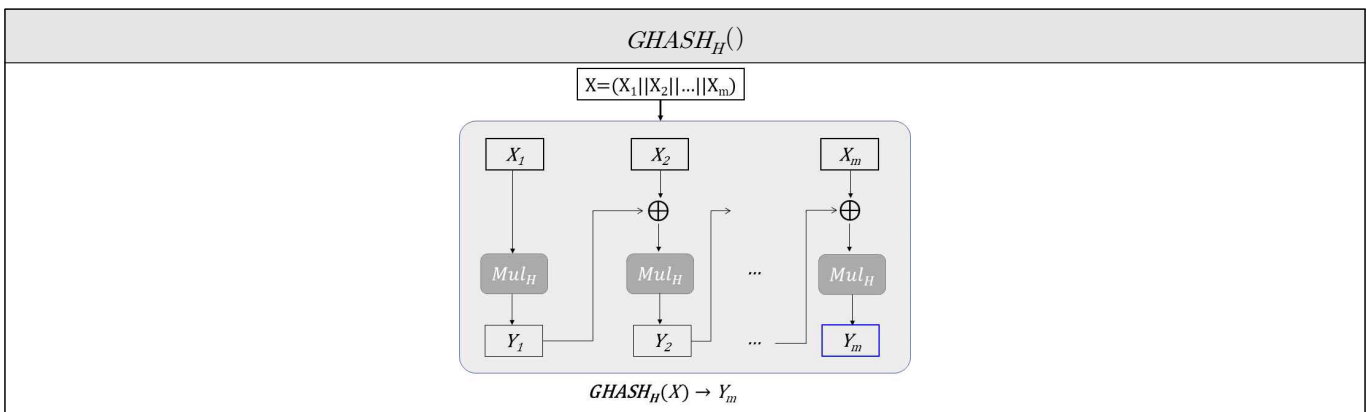 GHASH_H()
X=(X_1||X_2||...||X_m)
X_1 X_2 X_m
⊕ ⊕
Mul_H Mul_H ... Mul_H
Y_1 Y_2 ... Y_m
GHASH_H(X) → Y_m